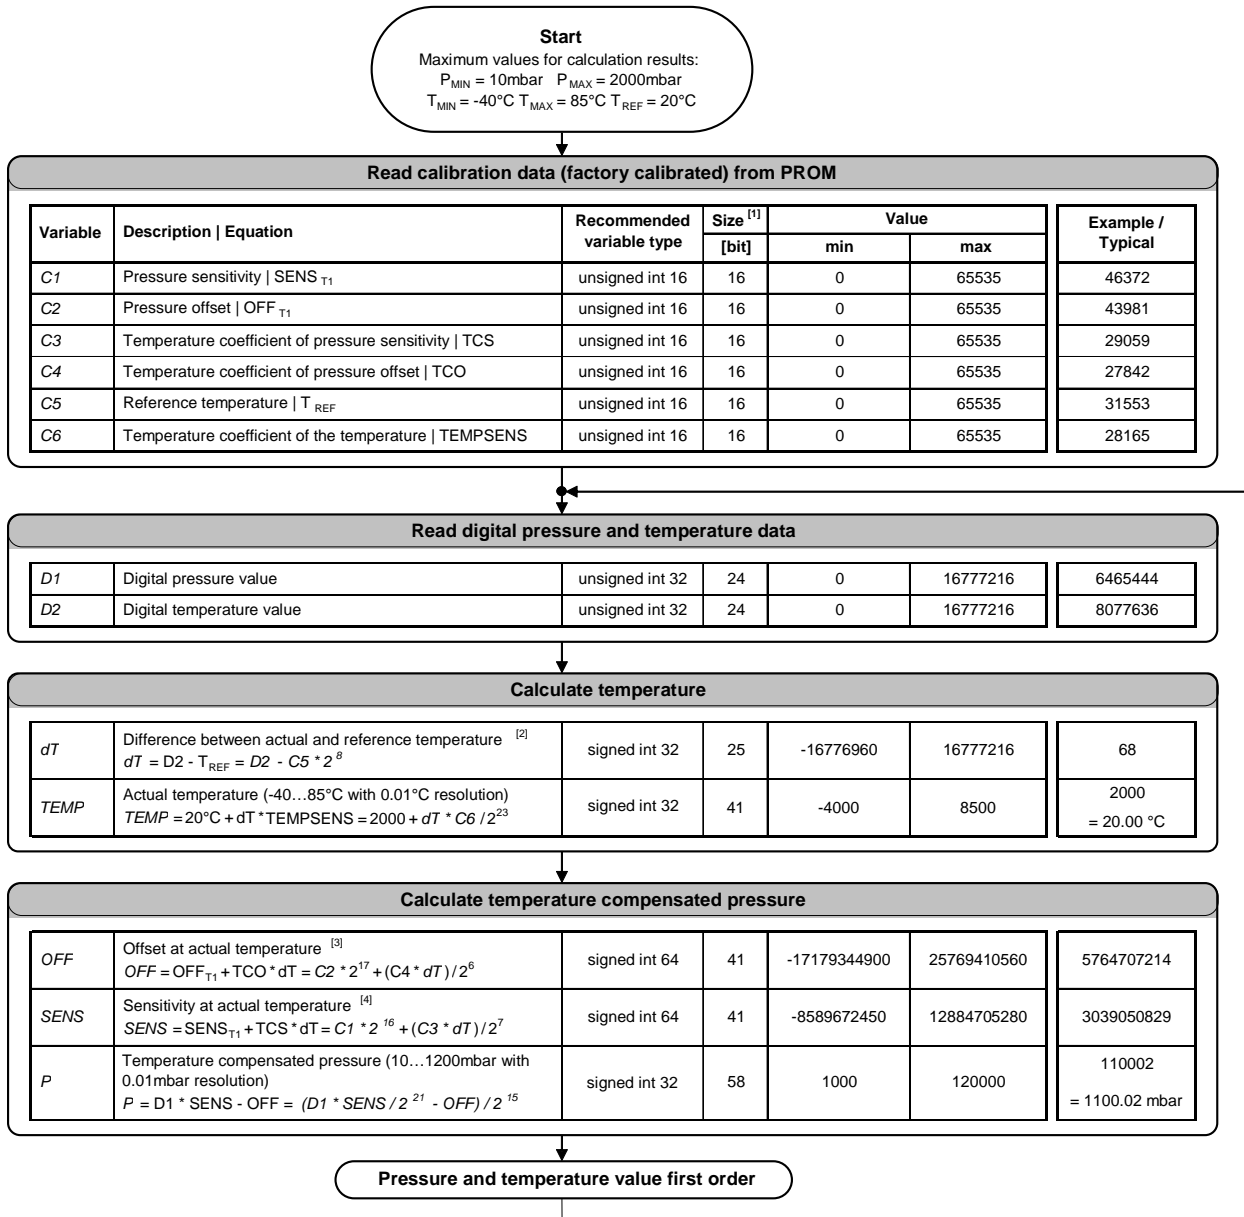 Start
Maximum values for calculation results:
P MIN = 10mbar P MAX = 2000mbar
T MIN = -40°C T MAX = 85°C T REF = 20°C
Read calibration data (factory calibrated) from PROM
Variable Description | Equation Recommended variable type Size [1] [bit] Value min max Example / Typical
C1 Pressure sensitivity | SENS T1 unsigned int 16 16 0 65535 46372
C2 Pressure offset | OFF T1 unsigned int 16 16 0 65535 43981
C3 Temperature coefficient of pressure sensitivity | TCS unsigned int 16 16 0 65535 29059
C4 Temperature coefficient of pressure offset | TCO unsigned int 16 16 0 65535 27842
C5 Reference temperature | T REF unsigned int 16 16 0 65535 31553
C6 Temperature coefficient of the temperature | TEMPSENS unsigned int 16 16 0 65535 28165
Read digital pressure and temperature data
D1 Digital pressure value unsigned int 32 24 0 16777216 6465444
D2 Digital temperature value unsigned int 32 24 0 16777216 8077636
Calculate temperature
dT Difference between actual and reference temperature [2] signed int 32 25 -16776960 16777216 68
dT = D2 - T REF = D2 - C5 * 2^8
TEMP Actual temperature (-40…85°C with 0.01°C resolution) signed int 32 41 -4000 8500 2000
TEMP = 20°C + dT * TEMPSENS = 2000 + dT * C6 / 2^23 = 20.00 °C
Calculate temperature compensated pressure
OFF Offset at actual temperature [3] signed int 64 41 -17179344900 25769410560 5764707214
OFF = OFF T1 + TCO * dT = C2 * 2^17 + (C4 * dT) / 2^6
SENS Sensitivity at actual temperature [4] signed int 64 41 -8589672450 12884705280 3039050829
SENS = SENS T1 + TCS * dT = C1 * 2^16 + (C3 * dT) / 2^7
P Temperature compensated pressure (10…1200mbar with 0.01mbar resolution) signed int 32 58 1000 120000 110002
P = D1 * SENS - OFF = (D1 * SENS / 2^21 - OFF) / 2^15 = 1100.02 mbar
Pressure and temperature value first order